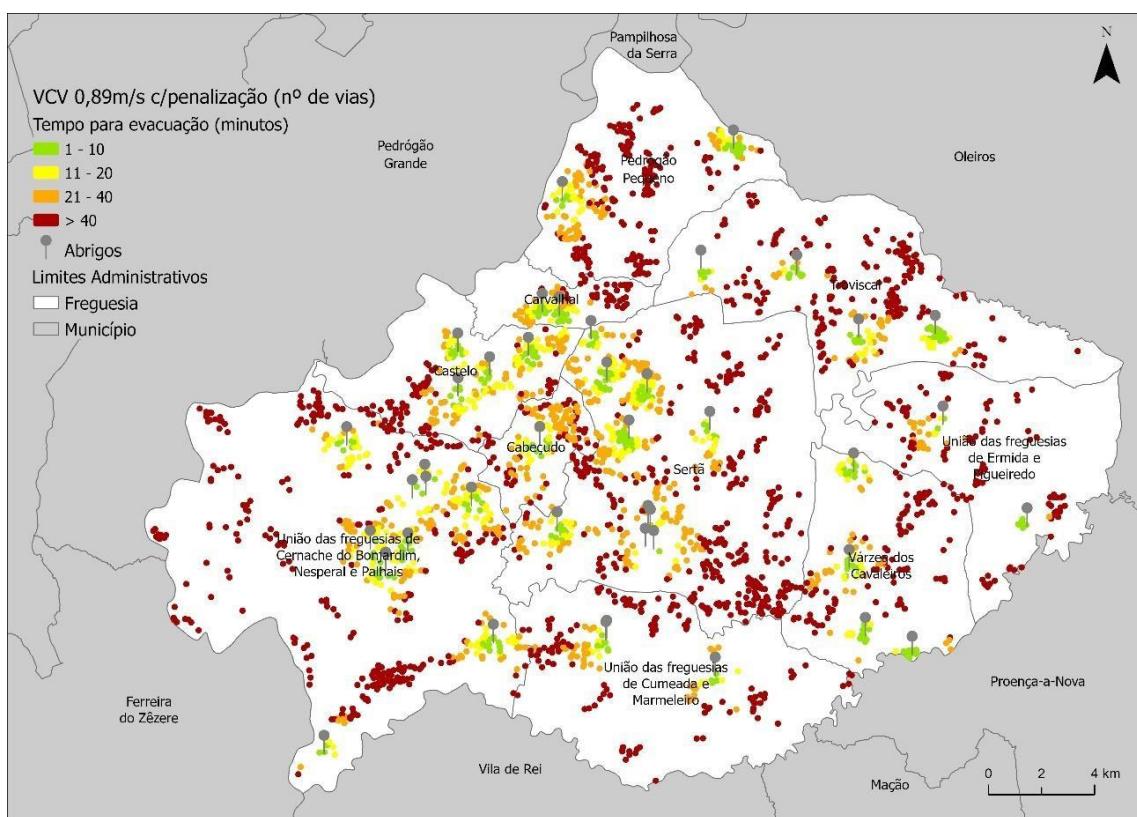 Pampilhosa
da Serra
N
VCV 0,89m/s c/penalização (nº de vias)
Tempo para evacuação (minutos)
1 - 10
11 - 20
21 - 40
> 40
Abrigos
Limites Administrativos
Freguesia
Município
Pedrógão
Grande
Pedrógão
Pequeno
Oleiros
Carvalhal
Troviscal
Castelo
Cabeçudo
Sertã
União das freguesias
de Ermida e
Figueiredo
União das freguesias de
Cernache do Bonjardim,
Nesperal e Palhais
Várzea dos
Cavaleiros
União das freguesias
de Cumeada e
Marmeleiro
Ferreira
do Zêzere
Proença-a-Nova
Vila de Rei
Mação
0 2 4 km